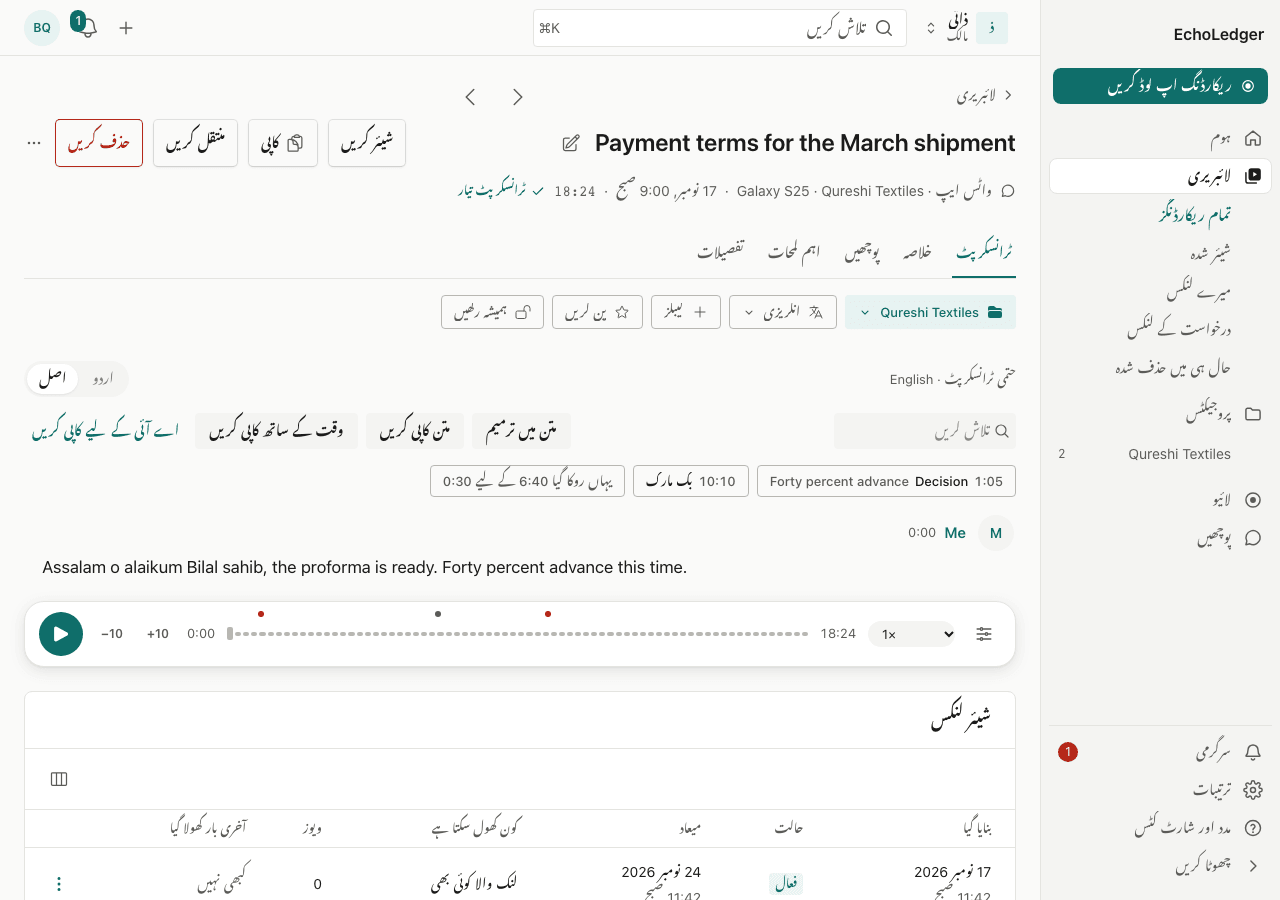 EchoLedger
ریکارڈنگ اپ لوڈ کریں
ہوم
لائبریری
تمام ریکارڈنگز
شیئر شدہ
میرے لنکس
درخواست کے لنکس
حال ہی میں حذف شدہ
پروجیکٹس
Qureshi Textiles 2
لائیو
پوچھیں
سرگرمی 1
ترتیبات
مدد اور شارٹ کٹس
چھوٹا کریں
ذ ذاتی
مالک
تلاش کریں ⌘K
1
BQ
لائبریری
Payment terms for the March shipment
شیئر کریں
کاپی
منتقل کریں
حذف کریں
واٹس ایپ · Galaxy S25 · Qureshi Textiles · 17 نومبر, 9:00 صبح · 18:24 ٹرانسکرپٹ تیار
ٹرانسکرپٹ خلاصہ پوچھیں اہم لمحات تفصیلات
Qureshi Textiles انگریزی لیبلز پن کریں ہمیشہ رکھیں
حتمی ٹرانسکرپٹ · English
اردو اصل
تلاش کریں
متن میں ترمیم
متن کاپی کریں
وقت کے ساتھ کاپی کریں
اے آئی کے لیے کاپی کریں
1:05 Decision Forty percent advance
10:10 بک مارک
یہاں روکا گیا 6:40 کے لیے 0:30
M Me 0:00
Assalam o alaikum Bilal sahib, the proforma is ready. Forty percent advance this time.
−10 +10 0:00 18:24 1×
شیئر لنکس
بنایا گیا حالت میعاد کون کھول سکتا ہے ویوز آخری بار کھولا گیا
17 نومبر 2026 فعال 24 نومبر 2026 لنک والا کوئی بھی 0 کبھی نہیں
11:42 صبح 11:42 صبح